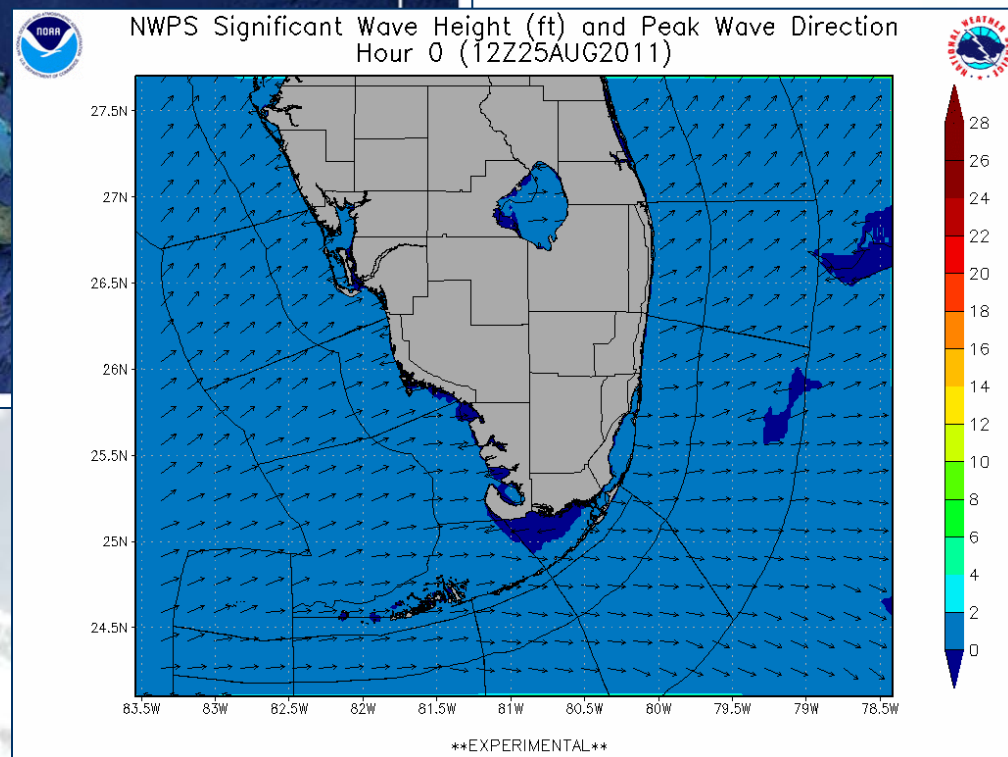 NWPS Significant Wave Height (ft) and Peak Wave Direction
Hour 0 (12Z25AUG2011)
NOAA
27.5N
27N
26.5N
26N
25.5N
25N
24.5N
83.5W 83W 82.5W 82W 81.5W 81W 80.5W 80W 79.5W 79W 78.5W
28
26
24
22
20
18
16
14
12
10
8
6
4
2
0
**EXPERIMENTAL**